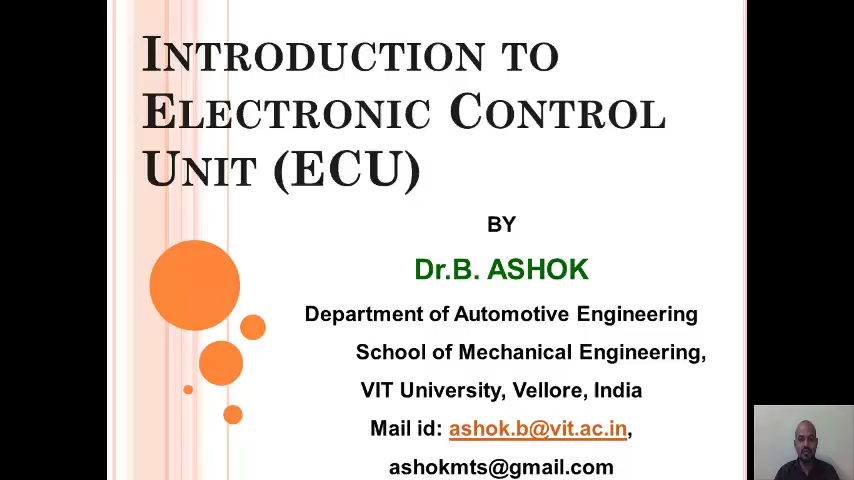 INTRODUCTION TO
ELECTRONIC CONTROL
UNIT (ECU)
BY
Dr.B. ASHOK
Department of Automotive Engineering
School of Mechanical Engineering,
VIT University, Vellore, India
Mail id: ashok.b@vit.ac.in,
ashokmts@gmail.com